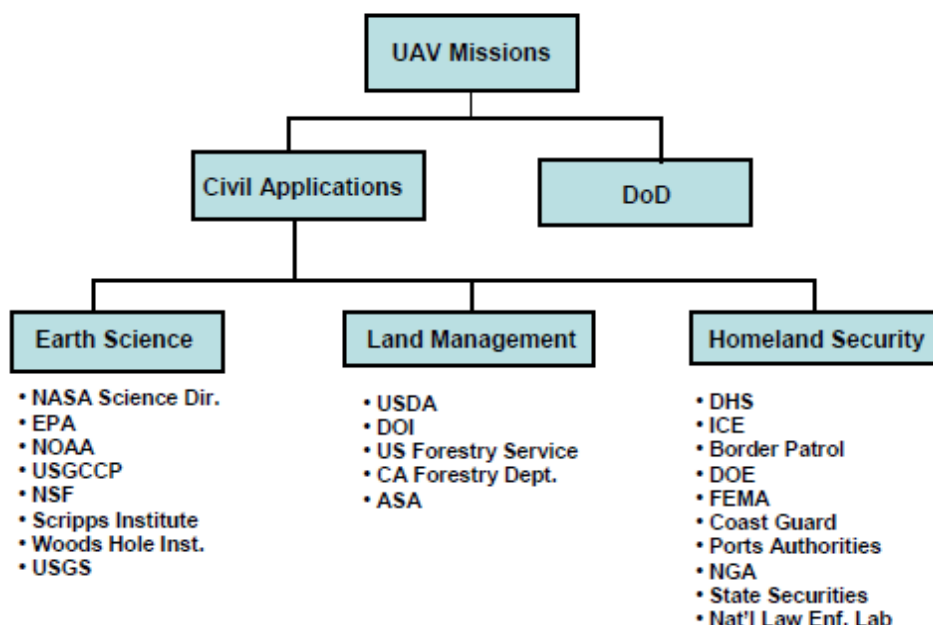 UAV Missions
Civil Applications
DoD
Earth Science
Land Management
Homeland Security
• NASA Science Dir.
• EPA
• NOAA
• USGCCP
• NSF
• Scripps Institute
• Woods Hole Inst.
• USGS
• USDA
• DOI
• US Forestry Service
• CA Forestry Dept.
• ASA
• DHS
• ICE
• Border Patrol
• DOE
• FEMA
• Coast Guard
• Ports Authorities
• NGA
• State Securities
• Nat'l Law Enf. Lab